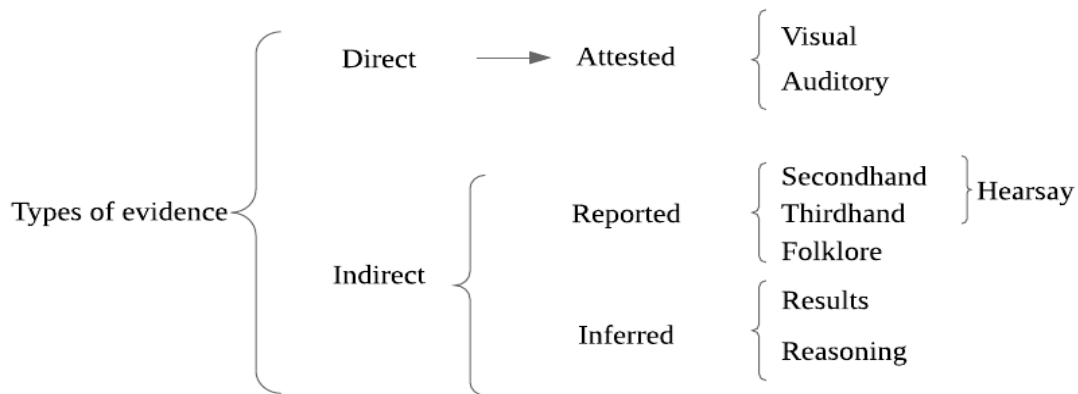 Types of evidence
Direct
Attested
Visual
Auditory
Indirect
Reported
Secondhand
Thirdhand
Folklore
Hearsay
Inferred
Results
Reasoning